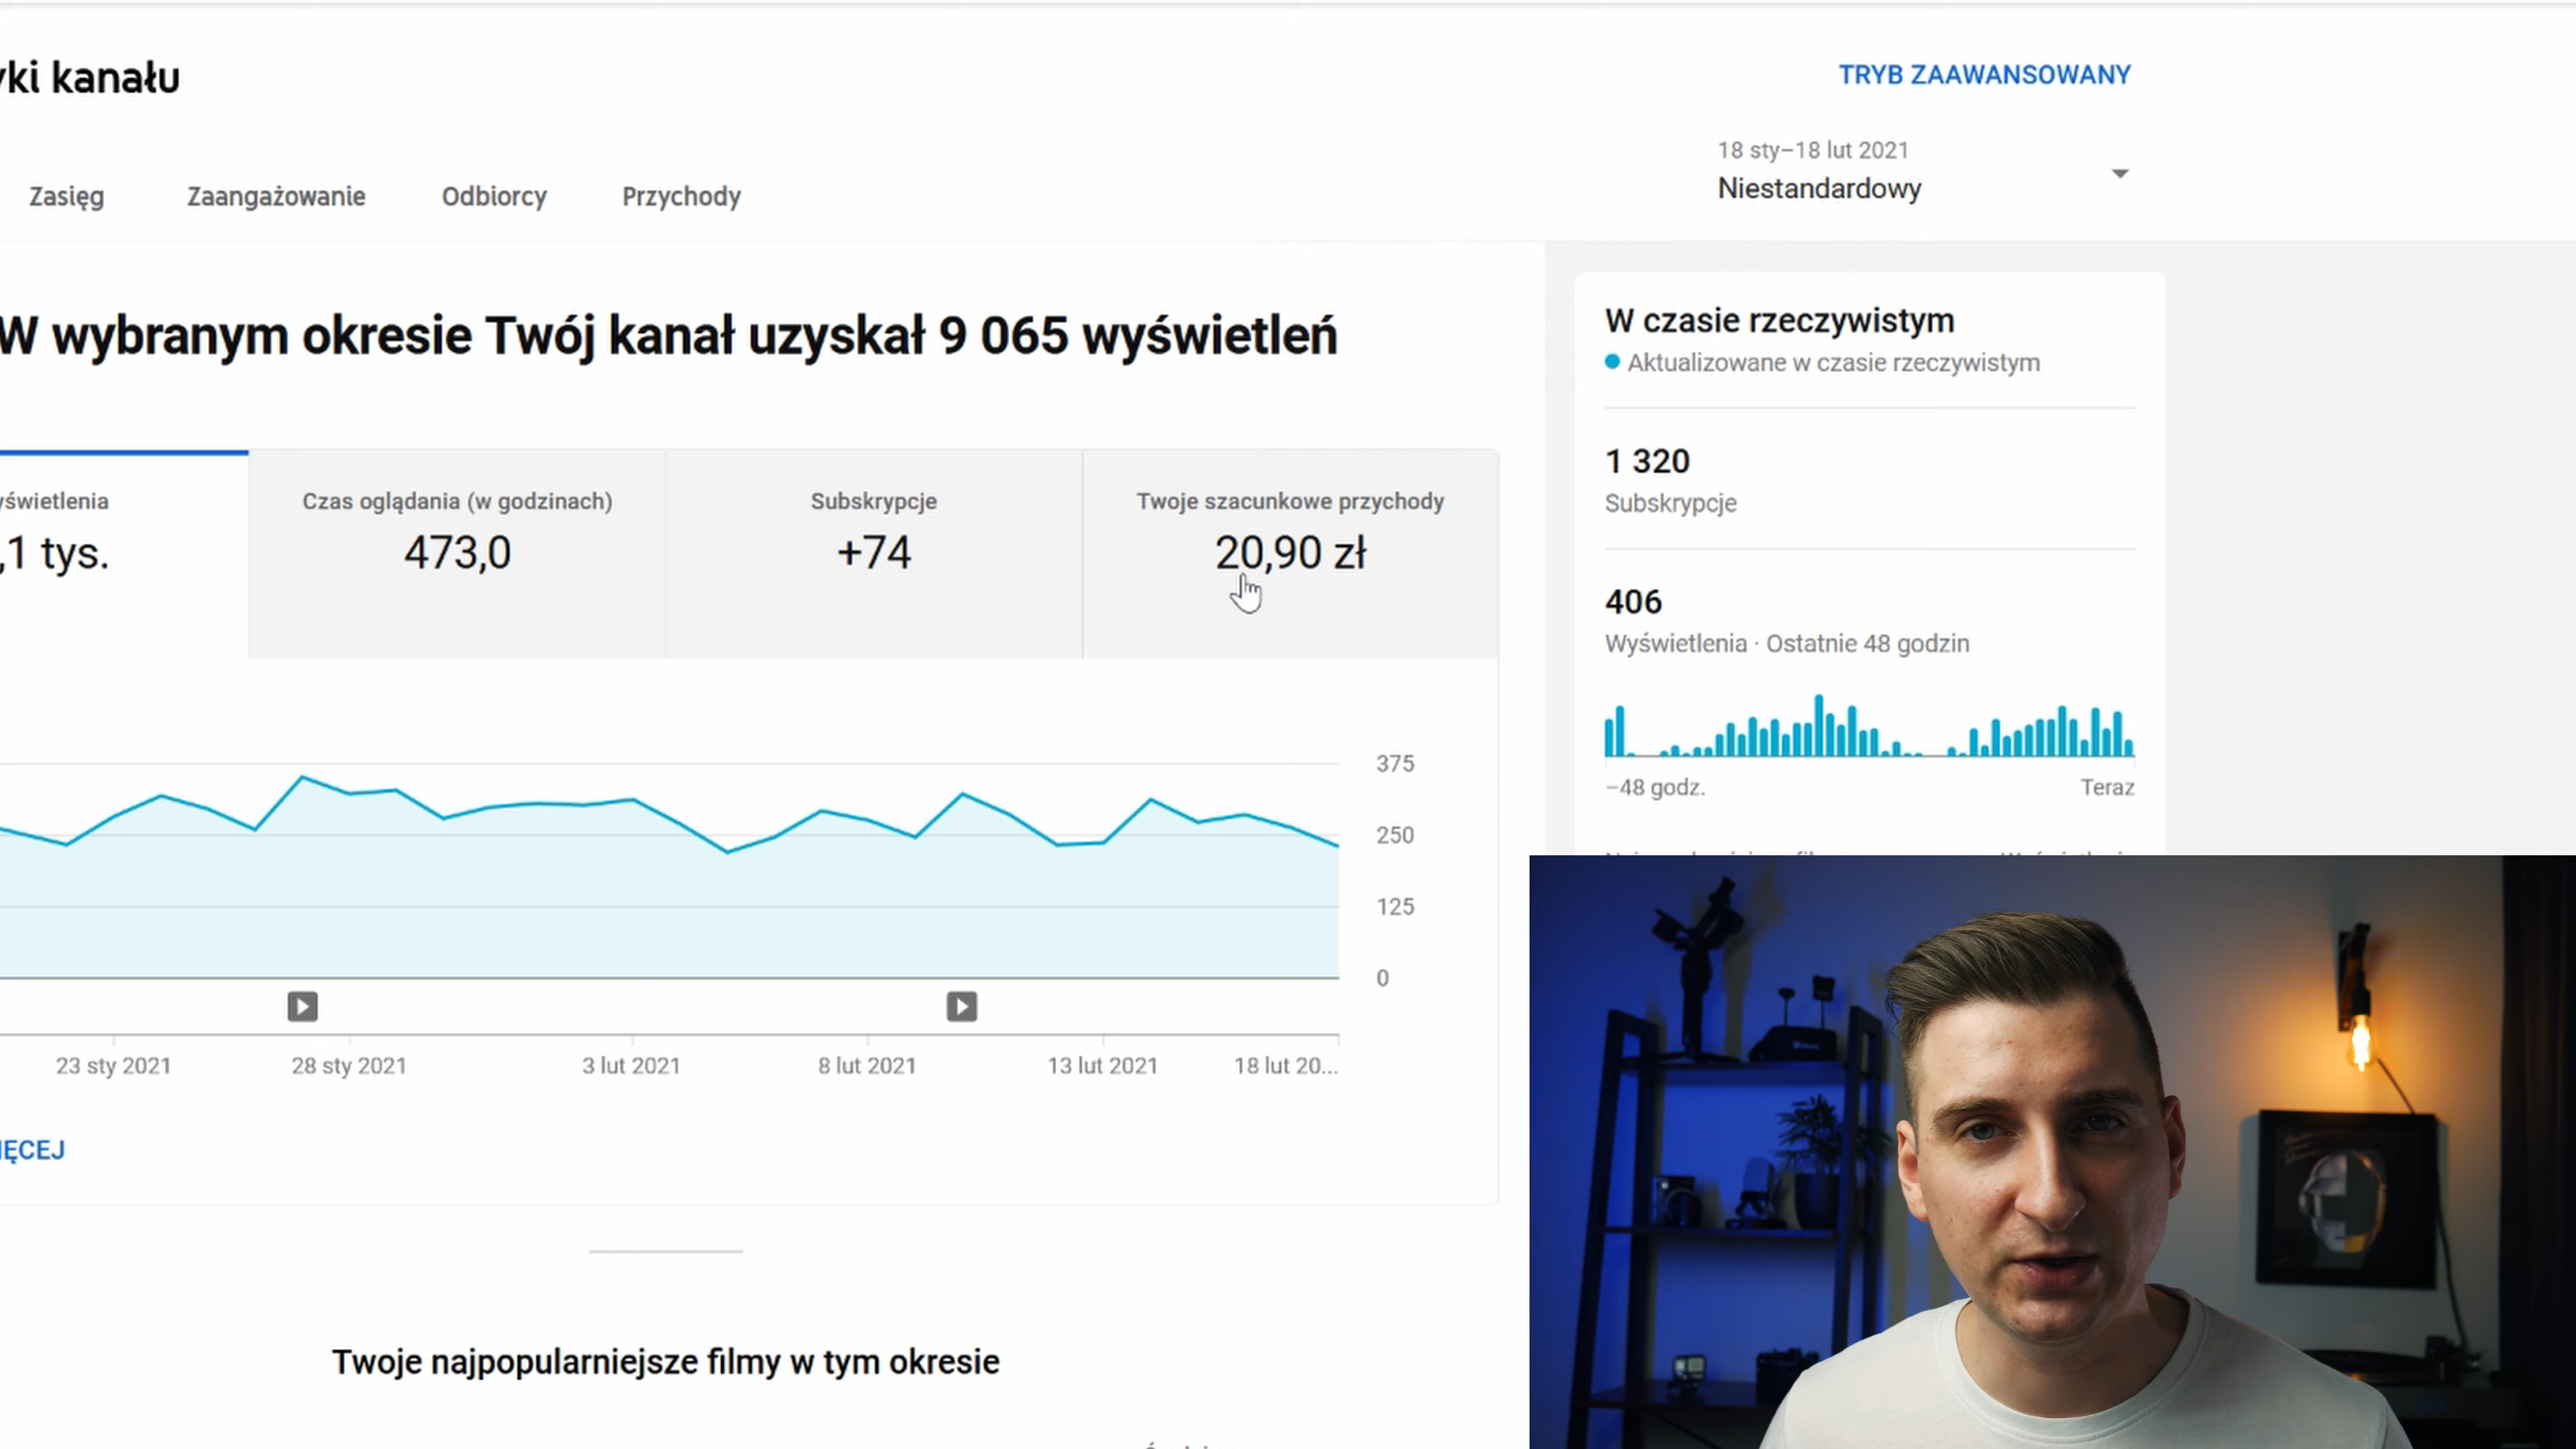 yki kanału
TRYB ZAAWANSOWANY
18 sty–18 lut 2021
Niestandardowy
Zasięg
Zaangażowanie
Odbiorcy
Przychody
W wybranym okresie Twój kanał uzyskał 9 065 wyświetleń
yświetlenia
,1 tys.
Czas oglądania (w godzinach)
473,0
Subskrypcje
+74
Twoje szacunkowe przychody
20,90 zł
375
250
125
0
23 sty 2021
28 sty 2021
3 lut 2021
8 lut 2021
13 lut 2021
18 lut 20...
IĘCEJ
Twoje najpopularniejsze filmy w tym okresie
W czasie rzeczywistym
Aktualizowane w czasie rzeczywistym
1 320
Subskrypcje
406
Wyświetlenia · Ostatnie 48 godzin
−48 godz.
Teraz